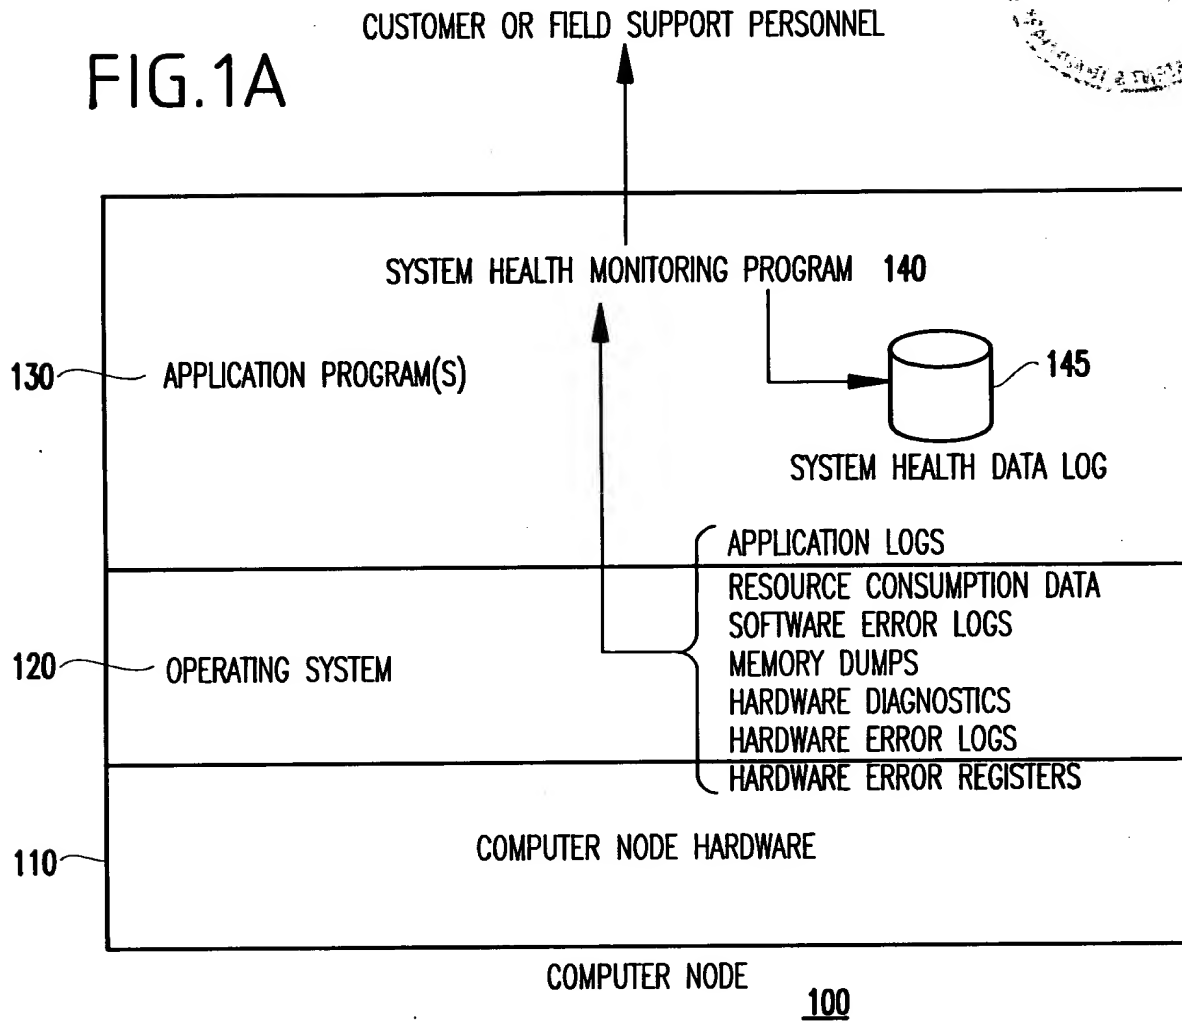 CUSTOMER OR FIELD SUPPORT PERSONNEL
FIG.1A
SYSTEM HEALTH MONITORING PROGRAM 140
130 APPLICATION PROGRAM(S)
145
SYSTEM HEALTH DATA LOG
APPLICATION LOGS
RESOURCE CONSUMPTION DATA
SOFTWARE ERROR LOGS
120 OPERATING SYSTEM
MEMORY DUMPS
HARDWARE DIAGNOSTICS
HARDWARE ERROR LOGS
HARDWARE ERROR REGISTERS
110
COMPUTER NODE HARDWARE
COMPUTER NODE
100